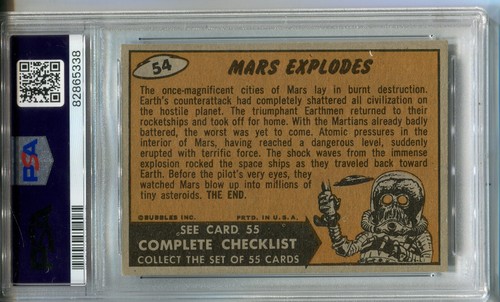 54
MARS EXPLODES
The once-magnificent cities of Mars lay in burnt destruction.
Earth's counterattack had completely shattered all civilization on
the hostile planet. The triumphant Earthmen returned to their
rocketships and took off for home. With the Martians already badly
battered, the worst was yet to come. Atomic pressures in the
interior of Mars, having reached a dangerous level, suddenly
erupted with terrific force. The shock waves from the immense
explosion rocked the space ships as they traveled back toward
Earth. Before the pilot's very eyes, they
watched Mars blow up into millions of
tiny asteroids. THE END.
©BUBBLES INC. PRTD. IN U.S.A.
SEE CARD 55
COMPLETE CHECKLIST
COLLECT THE SET OF 55 CARDS
82865338
PSA